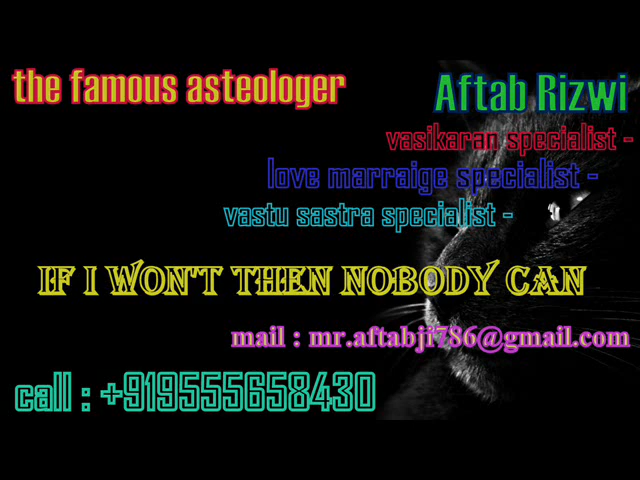 the famous asteologer
Aftab Rizwi
vasikaran specialist -
love marraige specialist -
vastu sastra specialist -
IF I WON'T THEN NOBODY CAN
mail : mr.aftabji786@gmail.com
call : +919555658430